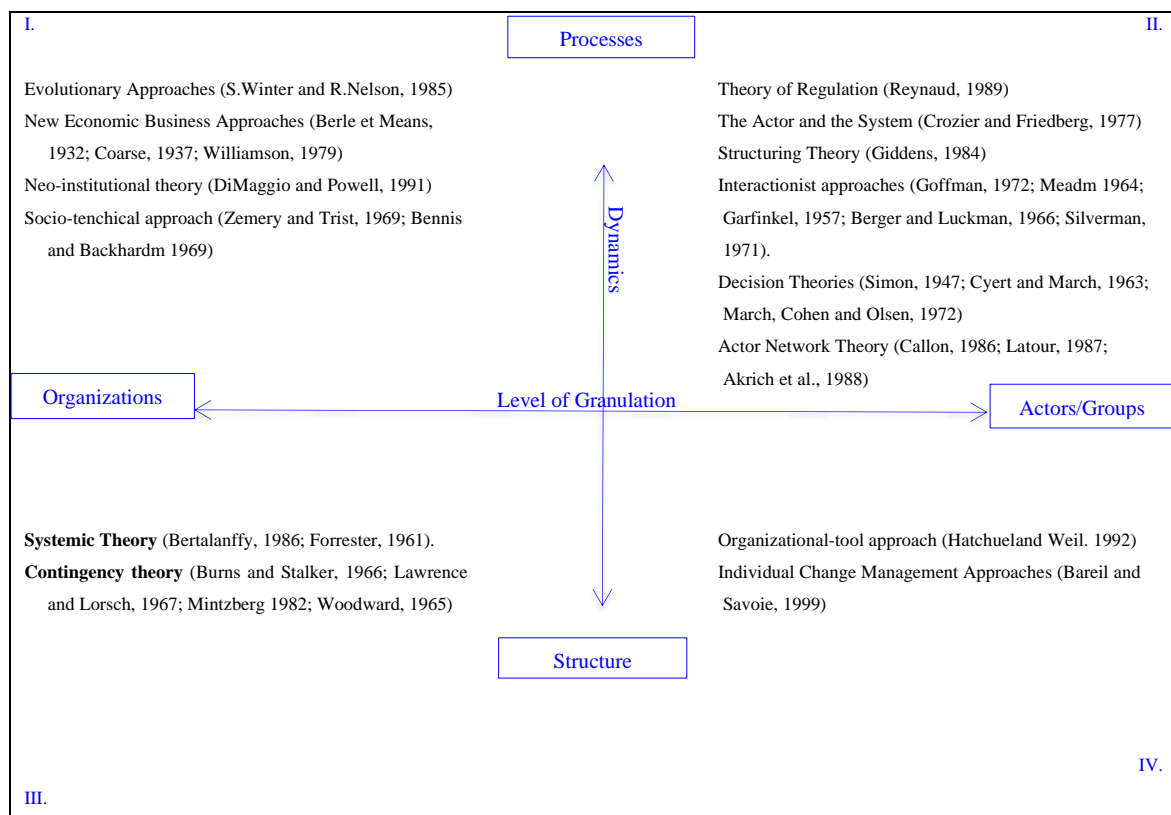 I.
Processes
II.
Evolutionary Approaches (S.Winter and R.Nelson, 1985)
New Economic Business Approaches (Berle et Means,
1932; Coarse, 1937; Williamson, 1979)
Neo-institutional theory (DiMaggio and Powell, 1991)
Socio-tenchical approach (Zemery and Trist, 1969; Bennis
and Backhardm 1969)
Theory of Regulation (Reynaud, 1989)
The Actor and the System (Crozier and Friedberg, 1977)
Structuring Theory (Giddens, 1984)
Interactionist approaches (Goffman, 1972; Meadm 1964;
Garfinkel, 1957; Berger and Luckman, 1966; Silverman,
1971).
Decision Theories (Simon, 1947; Cyert and March, 1963;
March, Cohen and Olsen, 1972)
Actor Network Theory (Callon, 1986; Latour, 1987;
Akrich et al., 1988)
Dynamics
Organizations
Level of Granulation
Actors/Groups
Systemic Theory (Bertalanffy, 1986; Forrester, 1961).
Contingency theory (Burns and Stalker, 1966; Lawrence
and Lorsch, 1967; Mintzberg 1982; Woodward, 1965)
Organizational-tool approach (Hatchueland Weil. 1992)
Individual Change Management Approaches (Bareil and
Savoie, 1999)
Structure
III.
IV.